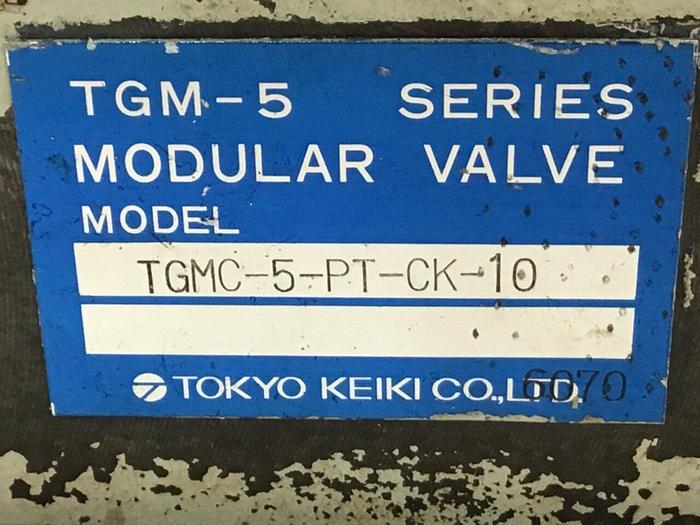 TGM-5 SERIES
MODULAR VALVE
MODEL
TGMC-5-PT-CK-10
TOKYO KEIKI CO.,LTD.
6070